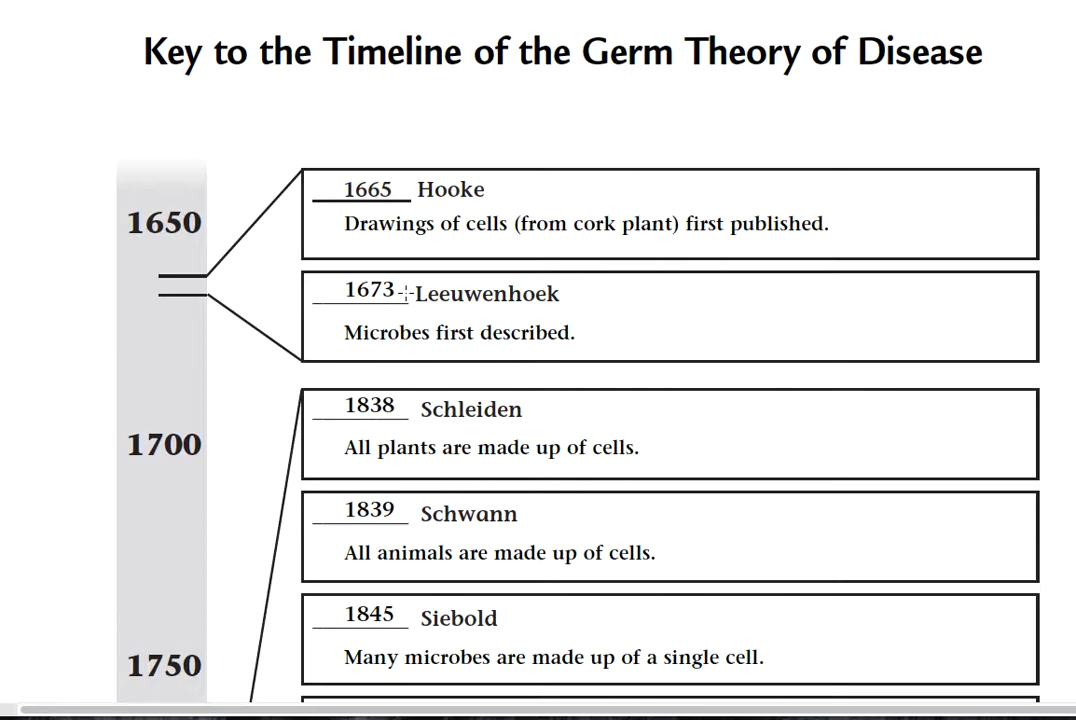 Key to the Timeline of the Germ Theory of Disease
1650
1665 Hooke
Drawings of cells (from cork plant) first published.
1673 Leeuwenhoek
Microbes first described.
1700
1838 Schleiden
All plants are made up of cells.
1839 Schwann
All animals are made up of cells.
1750
1845 Siebold
Many microbes are made up of a single cell.